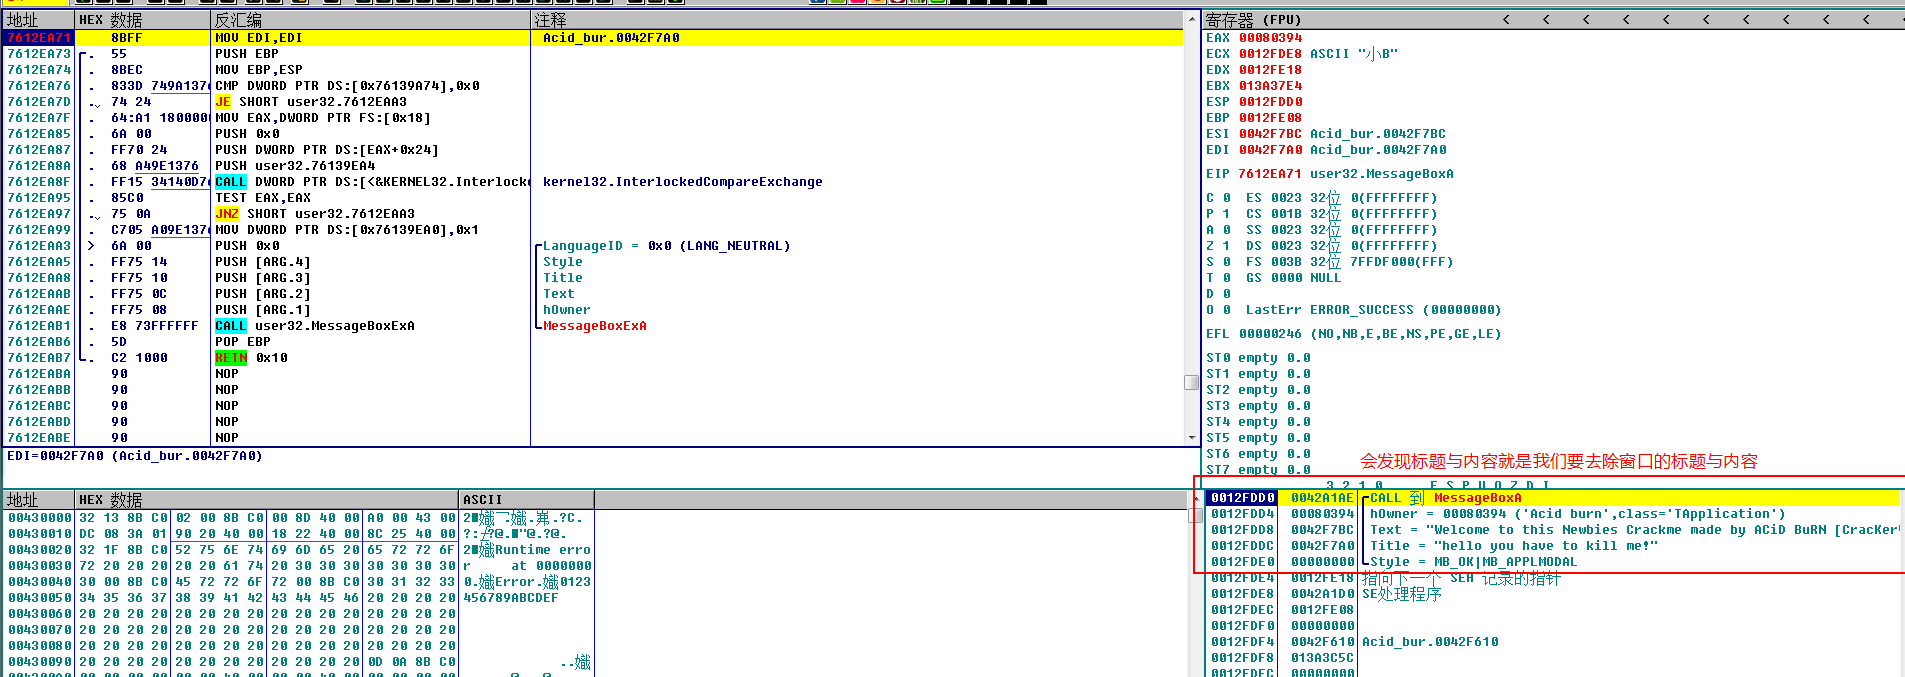 地址 HEX 数据 反汇编 注释
7612EA71 8BFF MOV EDI,EDI Acid_bur.0042F7A0
7612EA73 . 55 PUSH EBP
7612EA74 . 8BEC MOV EBP,ESP
7612EA76 . 833D 749A137 CMP DWORD PTR DS:[0x76139A74],0x0
7612EA7D . 74 24 JE SHORT user32.7612EAA3
7612EA7F . 64:A1 1800000 MOV EAX,DWORD PTR FS:[0x18]
7612EA85 . 6A 00 PUSH 0x0
7612EA87 . FF70 24 PUSH DWORD PTR DS:[EAX+0x24]
7612EA8A . 68 A49E1376 PUSH user32.76139EA4
7612EA8F . FF15 34140D7 CALL DWORD PTR DS:[<&KERNEL32.Interlock kernel32.InterlockedCompareExchange
7612EA95 . 85C0 TEST EAX,EAX
7612EA97 . 75 0A JNZ SHORT user32.7612EAA3
7612EA99 . C705 A09E137 MOV DWORD PTR DS:[0x76139EA0],0x1
7612EAA3 > 6A 00 PUSH 0x0 LanguageID = 0x0 (LANG_NEUTRAL)
7612EAA5 . FF75 14 PUSH [ARG.4] Style
7612EAA8 . FF75 10 PUSH [ARG.3] Title
7612EAAB . FF75 0C PUSH [ARG.2] Text
7612EAAE . FF75 08 PUSH [ARG.1] hOwner
7612EAB1 . E8 73FFFFFF CALL user32.MessageBoxExA MessageBoxExA
7612EAB6 . 5D POP EBP
7612EAB7 . C2 1000 RETN 0x10
7612EABA 90 NOP
7612EABB 90 NOP
7612EABC 90 NOP
7612EABD 90 NOP
7612EABE 90 NOP
EDI=0042F7A0 (Acid_bur.0042F7A0)
寄存器 (FPU) < < < < < < < < < <
EAX 00080394
ECX 0012FDE8 ASCII "小B"
EDX 0012FE18
EBX 013A37E4
ESP 0012FDD0
EBP 0012FE08
ESI 0042F7BC Acid_bur.0042F7BC
EDI 0042F7A0 Acid_bur.0042F7A0
EIP 7612EA71 user32.MessageBoxA
C 0 ES 0023 32位 0(FFFFFFFF)
P 1 CS 001B 32位 0(FFFFFFFF)
A 0 SS 0023 32位 0(FFFFFFFF)
Z 1 DS 0023 32位 0(FFFFFFFF)
S 0 FS 003B 32位 7FFDF000(FFF)
T 0 GS 0000 NULL
D 0
O 0 LastErr ERROR_SUCCESS (00000000)
EFL 00000246 (NO,NB,E,BE,NS,PE,GE,LE)
ST0 empty 0.0
ST1 empty 0.0
ST2 empty 0.0
ST3 empty 0.0
ST4 empty 0.0
ST5 empty 0.0
ST6 empty 0.0
ST7 empty 0.0
会发现标题与内容就是我们要去除窗口的标题与内容
3 2 1 0 E S P U O Z D I
地址 HEX 数据 ASCII
00430000 32 13 8B C0 02 00 8B C0 00 8D 40 00 A0 00 43 00
00430010 DC 08 3A 01 90 20 40 00 18 22 40 00 8C 25 40 00
00430020 32 1F 8B C0 52 75 6E 74 69 6D 65 20 65 72 72 6F Runtime erro
00430030 72 20 20 20 20 20 61 74 20 30 30 30 30 30 30 30 r at 0000000
00430040 30 00 8B C0 45 72 72 6F 72 00 8B C0 30 31 32 33 0.嬂Error.嬂0123
00430050 34 35 36 37 38 39 41 42 43 44 45 46 20 20 20 20 456789ABCDEF
00430060 20 20 20 20 20 20 20 20 20 20 20 20 20 20 20 20
00430070 20 20 20 20 20 20 20 20 20 20 20 20 20 20 20 20
00430080 20 20 20 20 20 20 20 20 20 20 20 20 20 20 20 20
00430090 20 20 20 20 20 20 20 20 20 20 20 20 0D 0A 8B C0 ..嬂
0012FDD0 0042A1AE CALL 到 MessageBoxA
0012FDD4 00080394 hOwner = 00080394 ('Acid burn',class='TApplication')
0012FDD8 0042F7BC Text = "Welcome to this Newbies Crackme made by ACiD BuRN [CracKer
0012FDDC 0042F7A0 Title = "hello you have to kill me!"
0012FDE0 00000000 Style = MB_OK|MB_APPLMODAL
0012FDE4 0012FE18 指向下一个 SEH 记录的指针
0012FDE8 0042A1D0 SE处理程序
0012FDEC 0012FE08
0012FDF0 00000000
0012FDF4 0042F610 Acid_bur.0042F610
0012FDF8 013A3C5C
0012FDFC 00000000